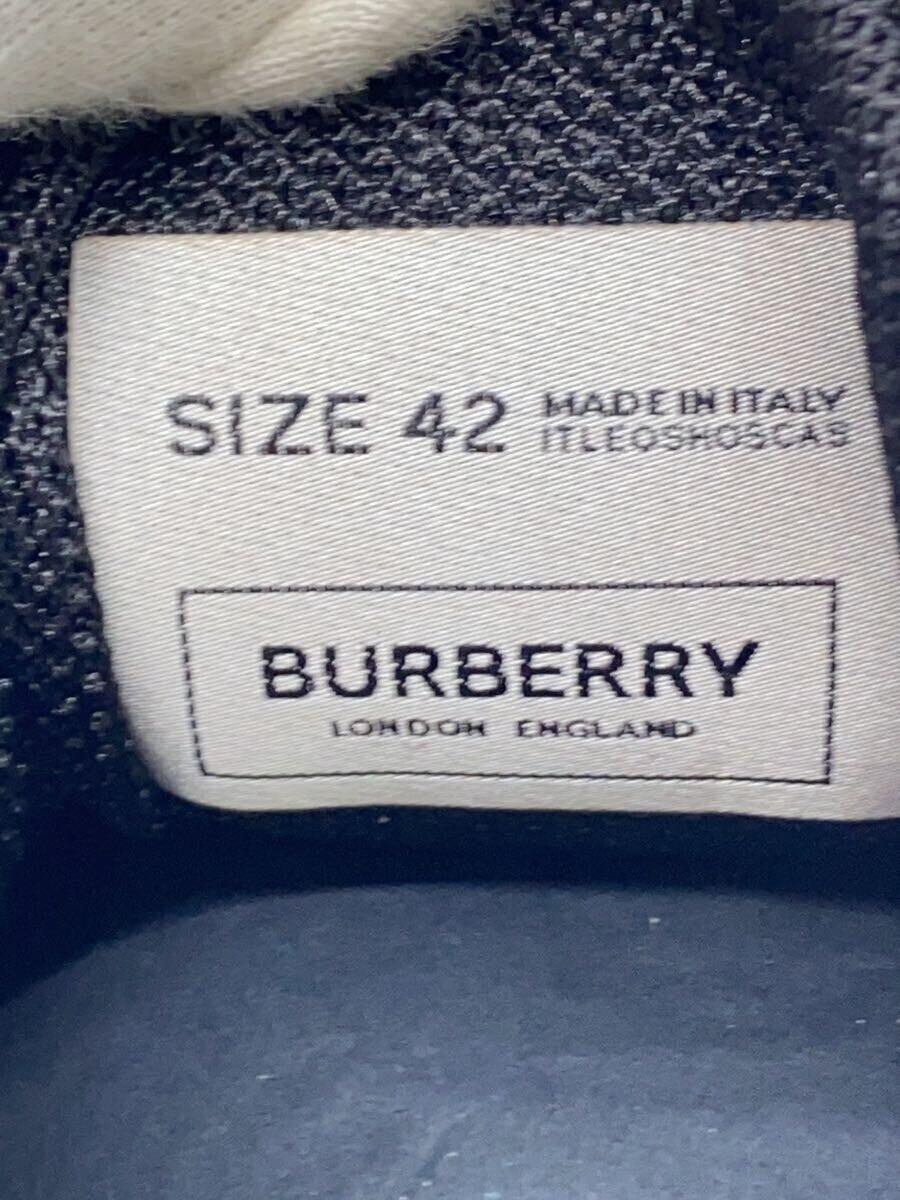 SIZE 42
MADE IN ITALY
ITLEOSHOSCAS
BURBERRY
LONDON ENGLAND